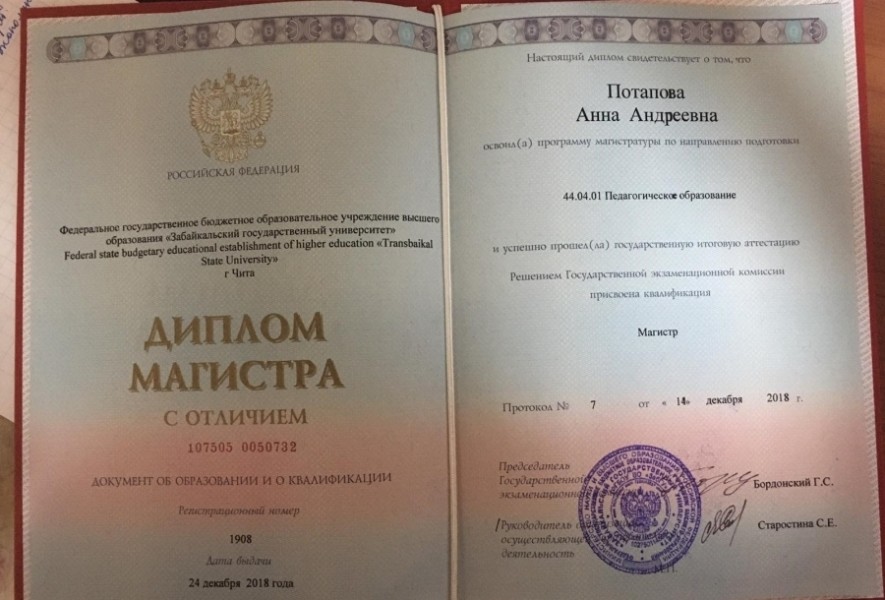 РОССИЙСКАЯ ФЕДЕРАЦИЯ
Федеральное государственное бюджетное образовательное учреждение высшего
образования «Забайкальский государственный университет»
Federal state budgetary educational establishment of higher education «Transbaikal
State University»
г Чита
ДИПЛОМ
МАГИСТРА
С ОТЛИЧИЕМ
107505 0050732
ДОКУМЕНТ ОБ ОБРАЗОВАНИИ И О КВАЛИФИКАЦИИ
Регистрационный номер
1908
Дата выдачи
24 декабря 2018 года
Настоящий диплом свидетельствует о том, что
Потапова
Анна Андреевна
освоил(а) программу магистратуры по направлению подготовки
44.04.01 Педагогическое образование
и успешно прошел(ла) государственную итоговую аттестацию
Решением Государственной экзаменационной комиссии
присвоена квалификация
Магистр
Протокол № 7 от « 14» декабря 2018 г.
Председатель
Государственной
экзаменационной
Бордонский Г.С.
Руководитель
осуществляющей
деятельность
Старостина С.Е.
М.П.